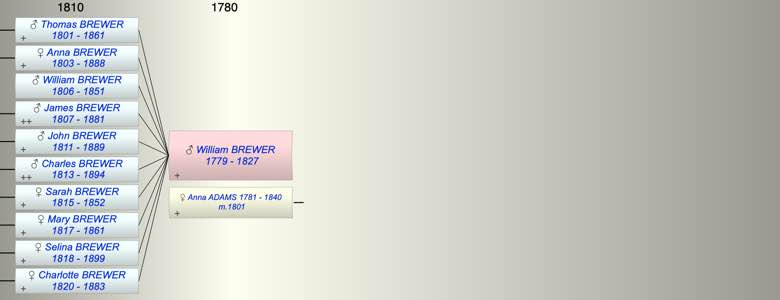 1810
1780
♂ Thomas BREWER
1801 - 1861
+
♀ Anna BREWER
1803 - 1888
+
♂ William BREWER
1806 - 1851
♂ James BREWER
1807 - 1881
++
♂ John BREWER
1811 - 1889
+
♂ Charles BREWER
1813 - 1894
++
♀ Sarah BREWER
1815 - 1852
+
♀ Mary BREWER
1817 - 1861
+
♀ Selina BREWER
1818 - 1899
+
♀ Charlotte BREWER
1820 - 1883
+
♂ William BREWER
1779 - 1827
+
♀ Anna ADAMS 1781 - 1840
m.1801
+